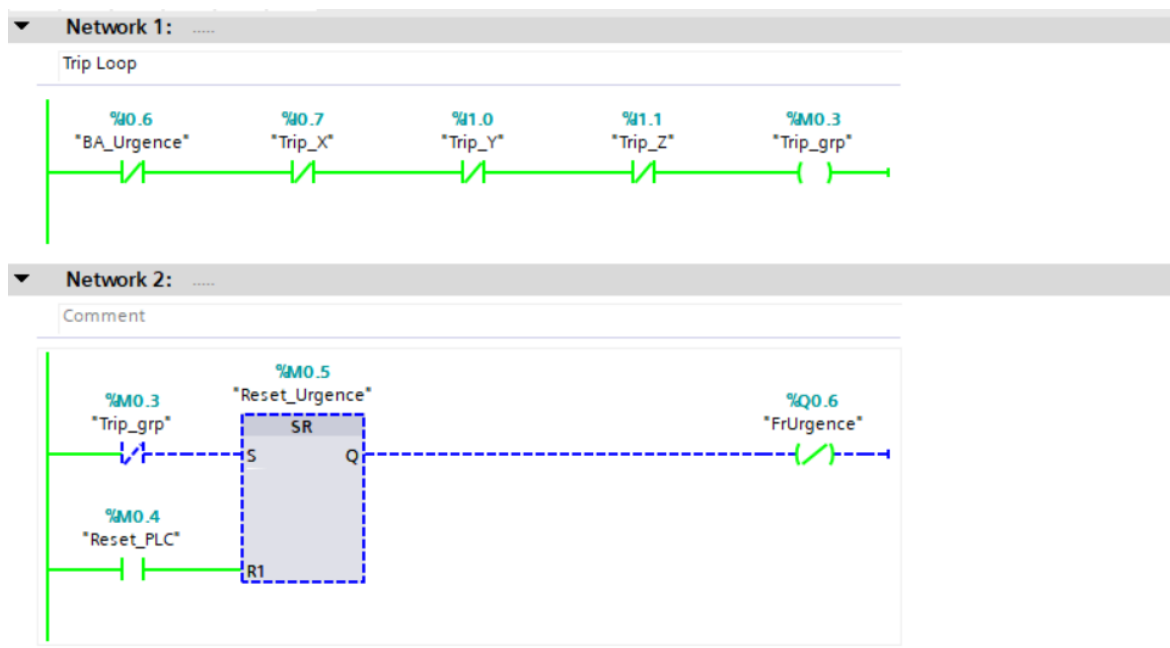 Network 1: .....
Trip Loop
%I0.6 %I0.7 %I1.0 %I1.1 %M0.3
"BA_Urgence" "Trip_X" "Trip_Y" "Trip_Z" "Trip_grp"
Network 2: .....
Comment
%M0.5
"Reset_Urgence"
%M0.3 %Q0.6
"Trip_grp" SR "FrUrgence"
S Q
%M0.4
"Reset_PLC"
R1